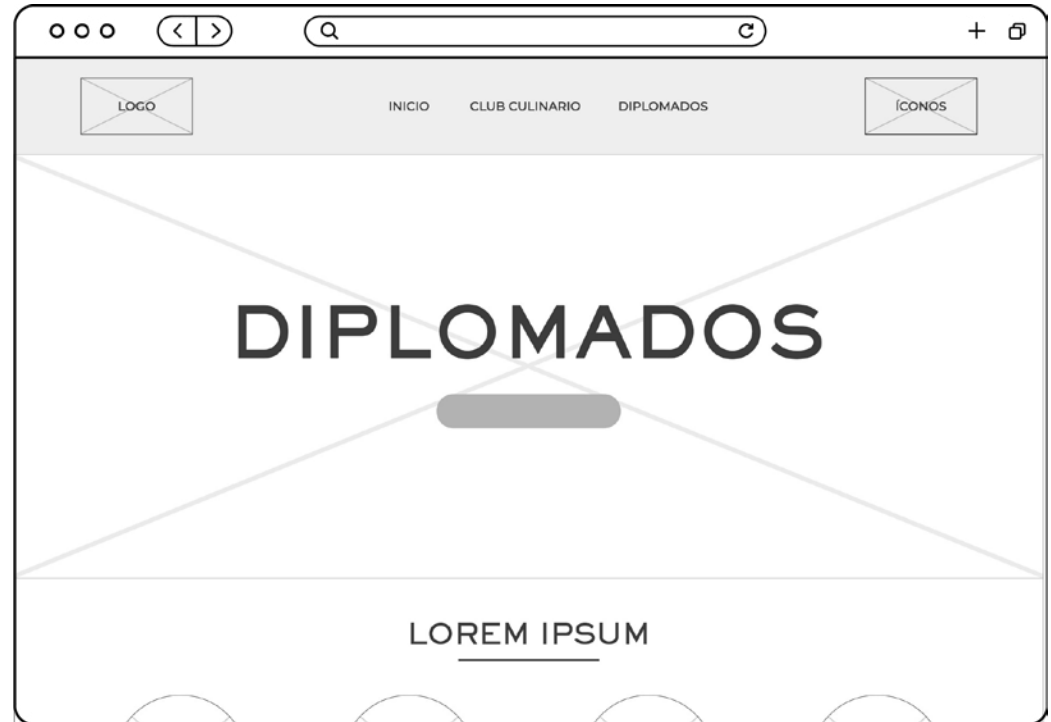 LOGO
INICIO CLUB CULINARIO DIPLOMADOS
ÍCONOS
DIPLOMADOS
LOREM IPSUM